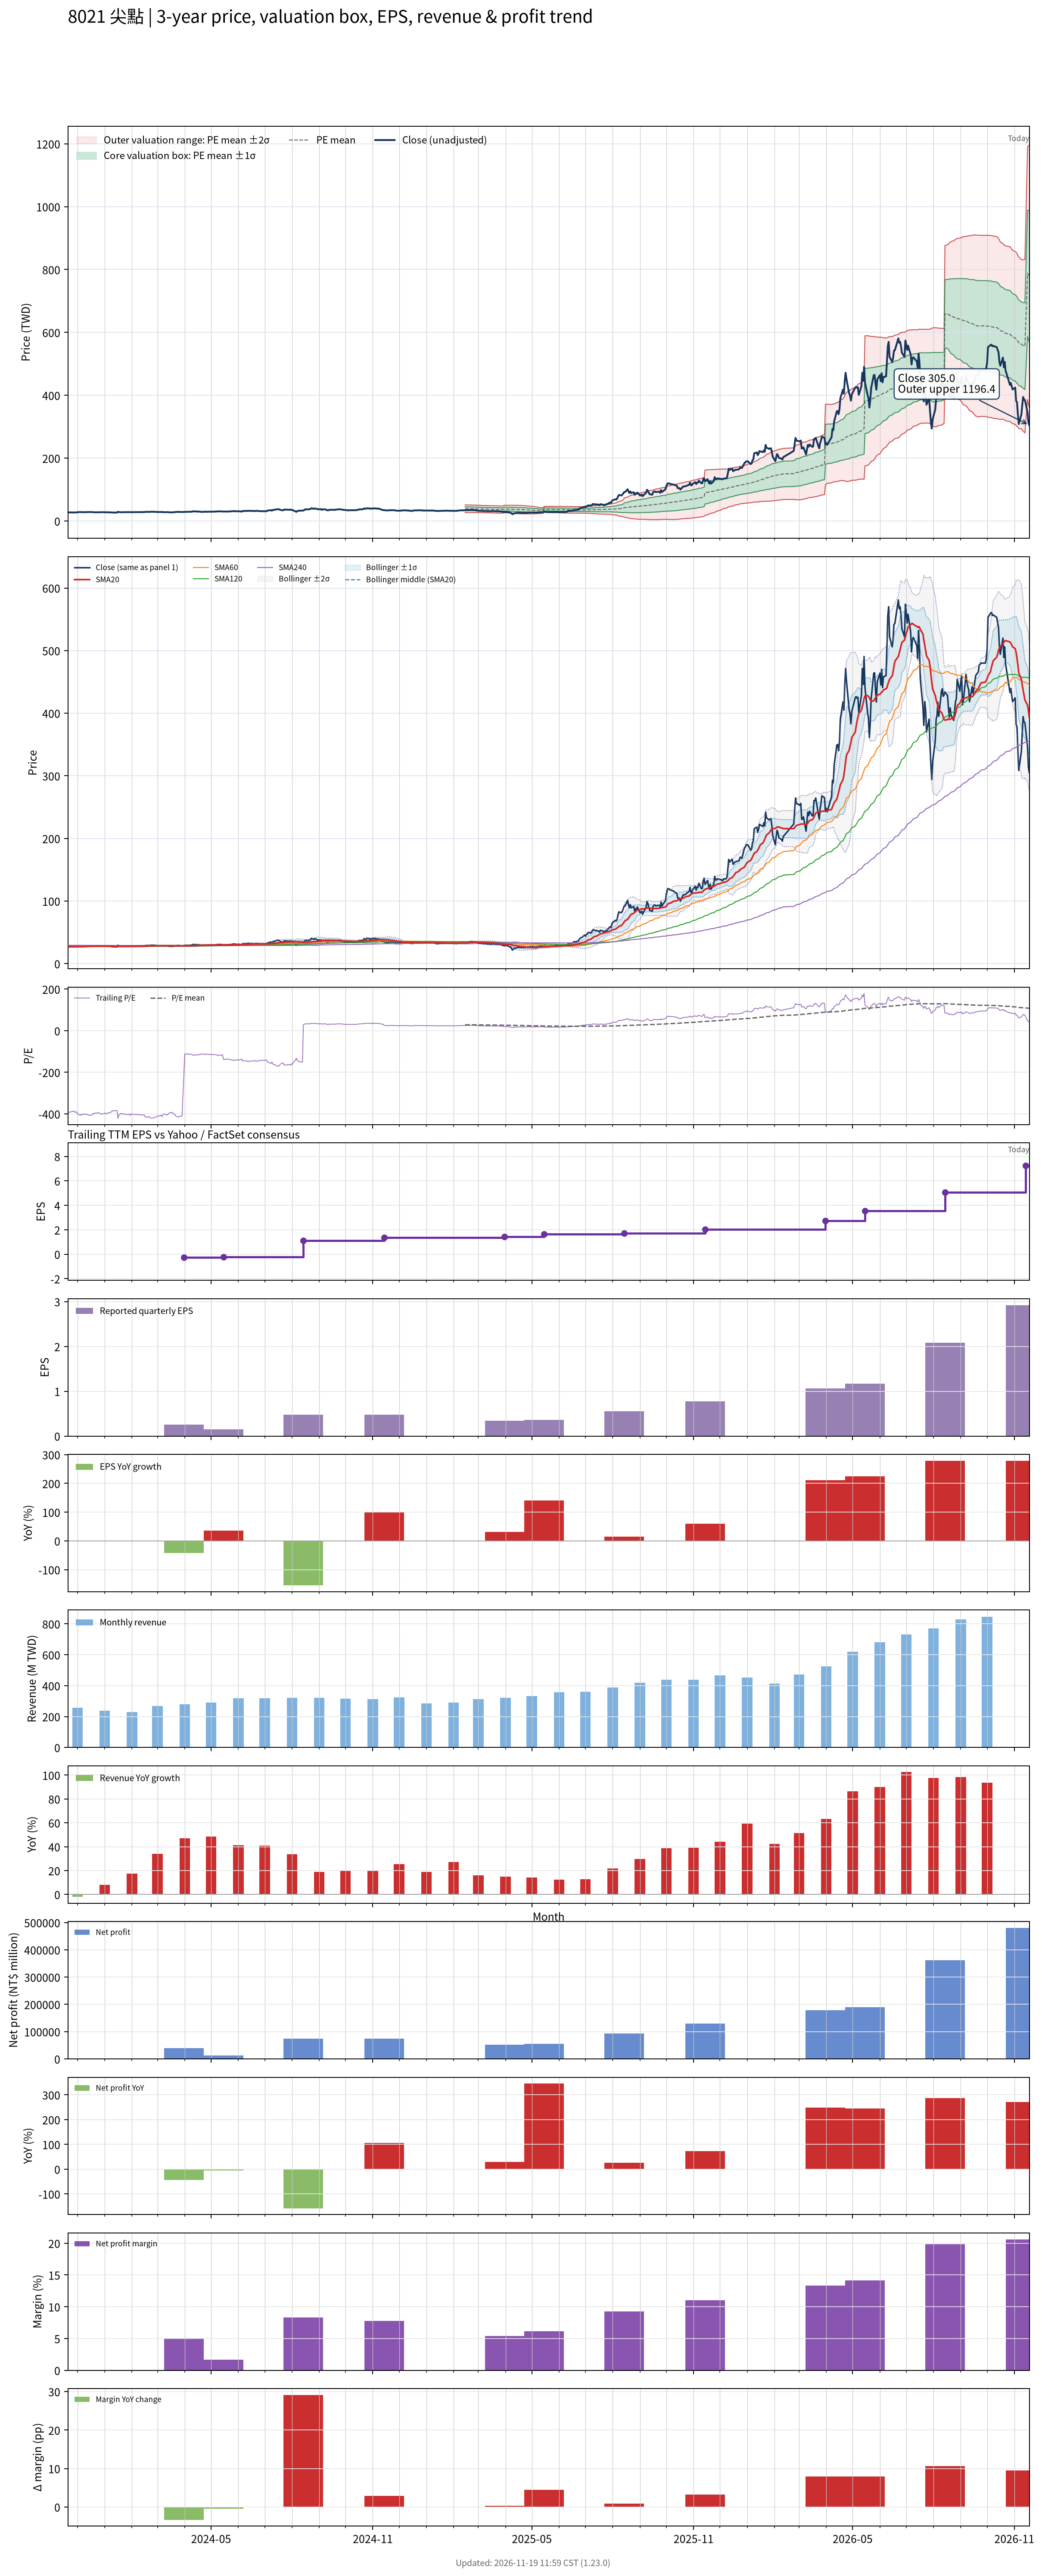 8021 尖點 | 3-year price, valuation box, EPS, revenue & profit trend
Outer valuation range: PE mean ±2σ
PE mean
Close (unadjusted)
Core valuation box: PE mean ±1σ
Today
1200
1000
800
600
400
200
0
Price (TWD)
Close 305.0
Outer upper 1196.4
Close (same as panel 1)
SMA60
SMA240
Bollinger ±1σ
SMA20
SMA120
Bollinger ±2σ
Bollinger middle (SMA20)
600
500
400
300
200
100
0
Price
Trailing P/E
P/E mean
200
0
-200
-400
P/E
Trailing TTM EPS vs Yahoo / FactSet consensus
Today
8
6
4
2
0
-2
EPS
Reported quarterly EPS
3
2
1
0
EPS
EPS YoY growth
300
200
100
0
-100
YoY (%)
Monthly revenue
800
600
400
200
0
Revenue (M TWD)
Revenue YoY growth
100
80
60
40
20
0
YoY (%)
Month
Net profit
500000
400000
300000
200000
100000
0
Net profit (NT$ million)
Net profit YoY
300
200
100
0
-100
YoY (%)
Net profit margin
20
15
10
5
0
Margin (%)
Margin YoY change
30
20
10
0
Δ margin (pp)
2024-05
2024-11
2025-05
2025-11
2026-05
2026-11
Updated: 2026-11-19 11:59 CST (1.23.0)